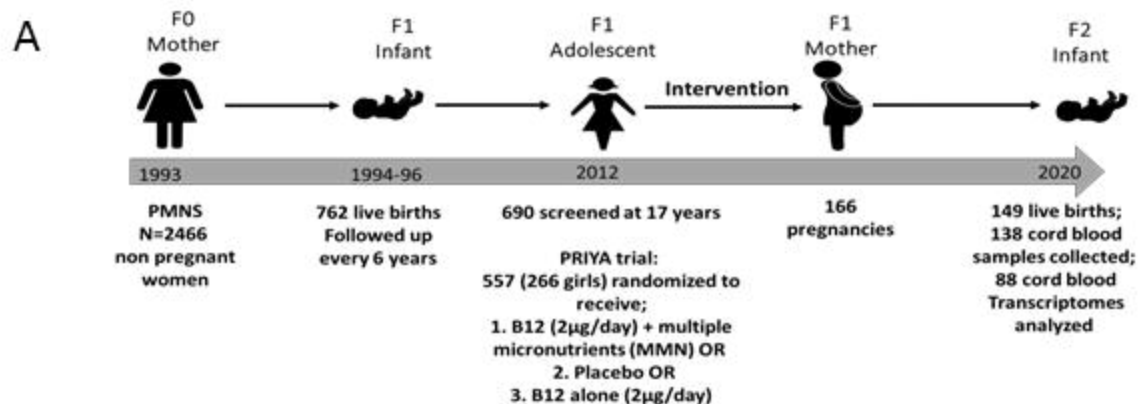 A
F0
Mother
F1
Infant
F1
Adolescent
Intervention
F1
Mother
F2
Infant
1993
1994-96
2012
2020
PMNS
N=2466
non pregnant
women
762 live births
Followed up
every 6 years
690 screened at 17 years
PRIYA trial:
557 (266 girls) randomized to
receive;
1. B12 (2µg/day) + multiple
micronutrients (MMN) OR
2. Placebo OR
3. B12 alone (2µg/day)
166
pregnancies
149 live births;
138 cord blood
samples collected;
88 cord blood
Transcriptomes
analyzed